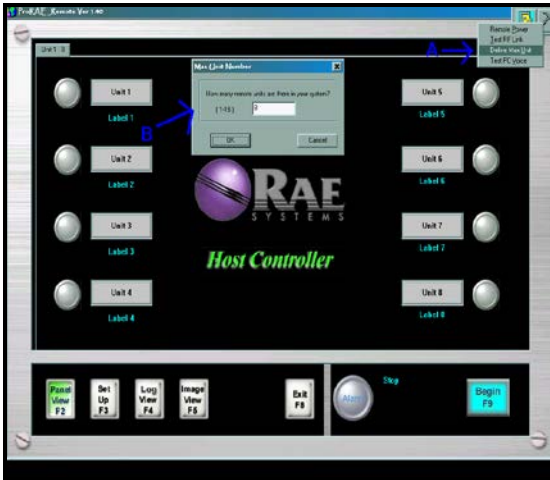 ProRAE_Remote Ver 1.40
Remote Power
Test RF Link
Define Max Unit
Test PC Voice
A
Unit 1 - 8
Max Unit Number
How many remote units are there in your system?
( 1-16 )
8
B
OK
Cancel
Unit 1
Label 1
Unit 2
Label 2
Unit 3
Label 3
Unit 4
Label 4
Unit 5
Label 5
Unit 6
Label 6
Unit 7
Label 7
Unit 8
Label 8
RAE
SYSTEMS
Host Controller
Panel
View
F2
Set
Up
F3
Log
View
F4
Image
View
F5
Exit
F8
Alarm
Stop
Begin
F9